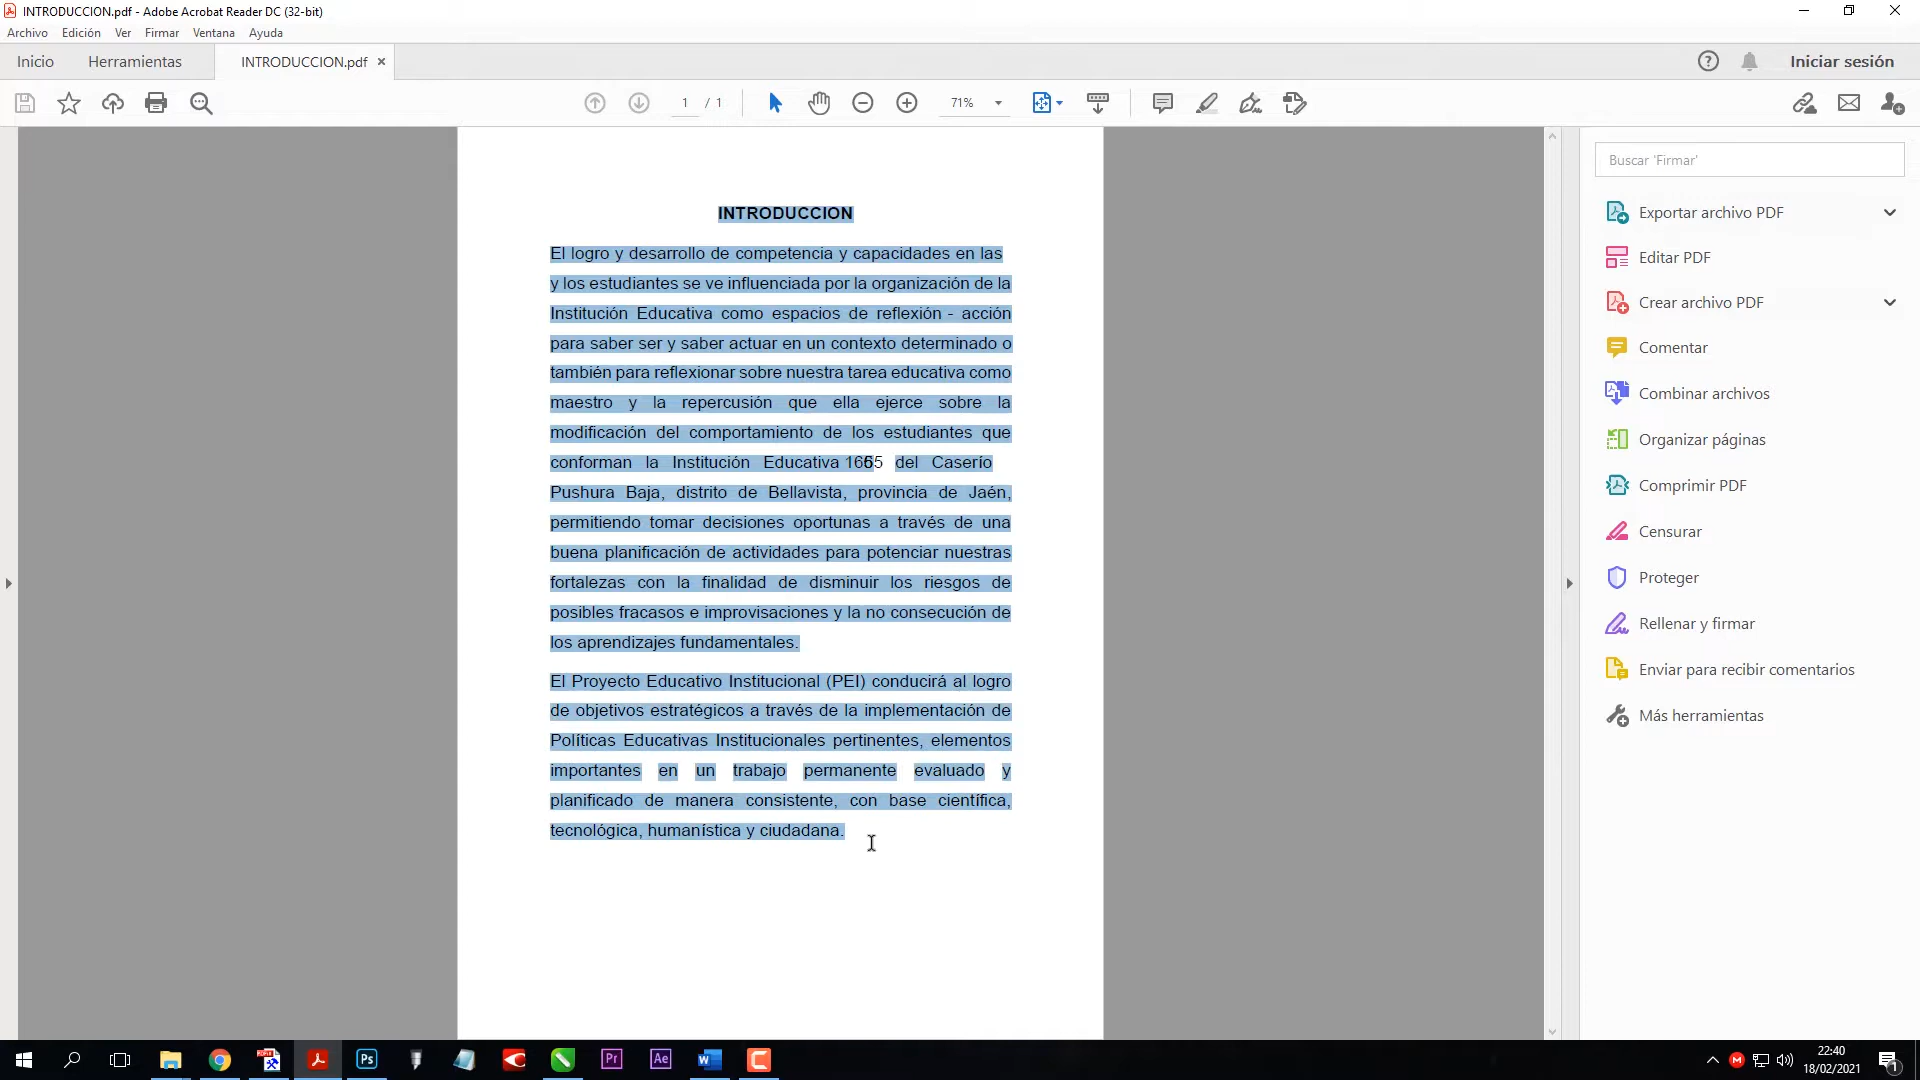 INTRODUCCION.pdf - Adobe Acrobat Reader DC (32-bit)
Archivo Edición Ver Firmar Ventana Ayuda
Inicio Herramientas INTRODUCCION.pdf Iniciar sesión
1 / 1 71%
Buscar 'Firmar'
Exportar archivo PDF
Editar PDF
Crear archivo PDF
Comentar
Combinar archivos
Organizar páginas
Comprimir PDF
Censurar
Proteger
Rellenar y firmar
Enviar para recibir comentarios
Más herramientas
INTRODUCCION
El logro y desarrollo de competencia y capacidades en las
y los estudiantes se ve influenciada por la organización de la
Institución Educativa como espacios de reflexión - acción
para saber ser y saber actuar en un contexto determinado o
también para reflexionar sobre nuestra tarea educativa como
maestro y la repercusión que ella ejerce sobre la
modificación del comportamiento de los estudiantes que
conforman la Institución Educativa del Caserío
Pushura Baja, distrito de Bellavista, provincia de Jaén,
permitiendo tomar decisiones oportunas a través de una
buena planificación de actividades para potenciar nuestras
fortalezas con la finalidad de disminuir los riesgos de
posibles fracasos e improvisaciones y la no consecución de
los aprendizajes fundamentales.
El Proyecto Educativo Institucional (PEI) conducirá al logro
de objetivos estratégicos a través de la implementación de
Políticas Educativas Institucionales pertinentes, elementos
importantes en un trabajo permanente evaluado y
planificado de manera consistente, con base científica,
tecnológica, humanística y ciudadana.
Ps Pr Ae
22:40
18/02/2021